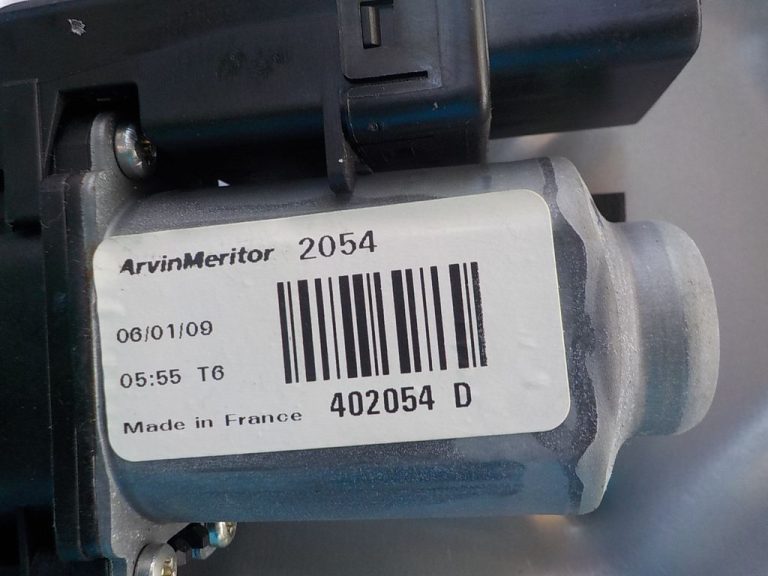 ArvinMeritor 2054
06/01/09
05:55 T6
Made in France
402054 D